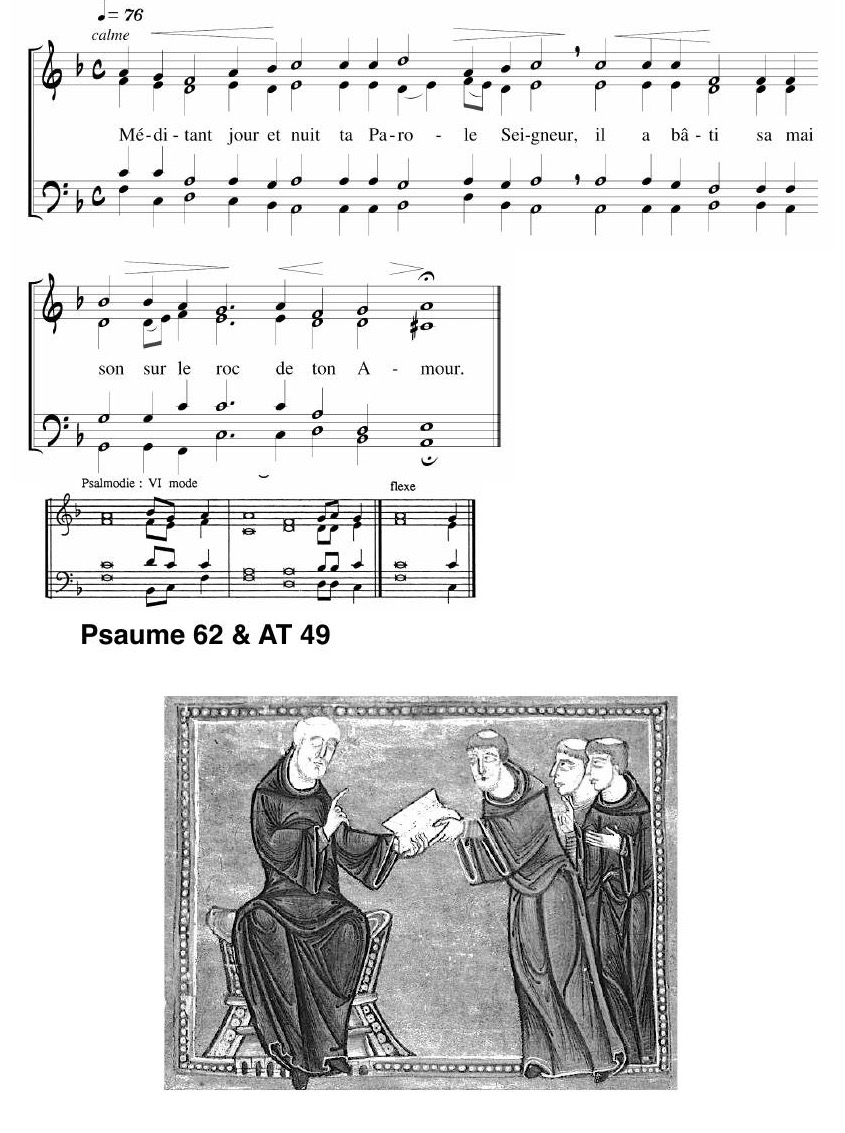 ♩= 76
calme
Mé-di-tant jour et nuit ta Pa-ro - le Sei-gneur, il a bâ-ti sa mai
son sur le roc de ton A - mour.
Psalmodie : VI mode
flexe
Psaume 62 & AT 49